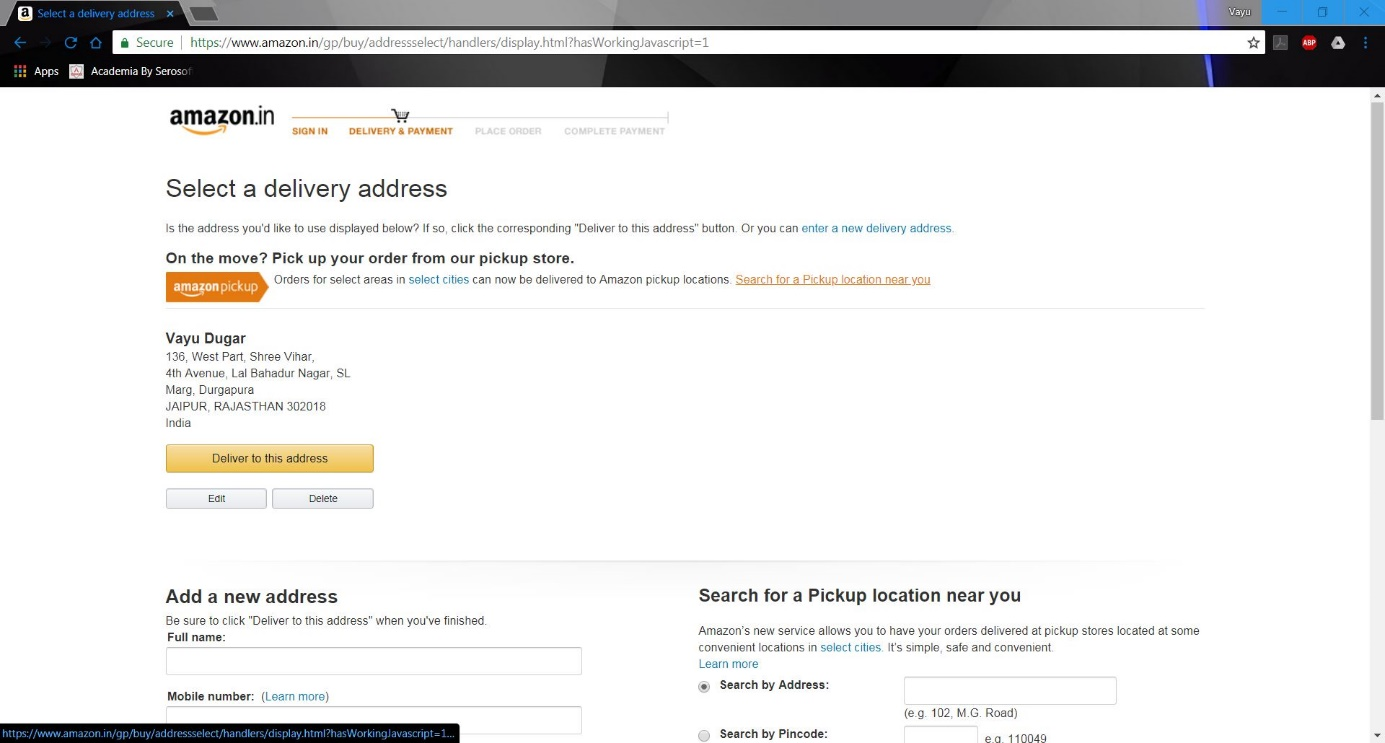 Select a delivery address
Vayu
Secure https://www.amazon.in/gp/buy/addressselect/handlers/display.html?hasWorkingJavascript=1
ABP
Apps Academia By Serosof
amazon.in
SIGN IN DELIVERY & PAYMENT PLACE ORDER COMPLETE PAYMENT
Select a delivery address
Is the address you'd like to use displayed below? If so, click the corresponding "Deliver to this address" button. Or you can enter a new delivery address.
On the move? Pick up your order from our pickup store.
amazonpickup Orders for select areas in select cities can now be delivered to Amazon pickup locations. Search for a Pickup location near you
Vayu Dugar
136, West Part, Shree Vihar,
4th Avenue, Lal Bahadur Nagar, SL
Marg, Durgapura
JAIPUR, RAJASTHAN 302018
India
Deliver to this address
Edit Delete
Add a new address
Be sure to click "Deliver to this address" when you've finished.
Full name:
Mobile number: (Learn more)
Search for a Pickup location near you
Amazon's new service allows you to have your orders delivered at pickup stores located at some
convenient locations in select cities. It's simple, safe and convenient.
Learn more
Search by Address:
(e.g. 102, M.G. Road)
Search by Pincode:
e.g. 110049
https://www.amazon.in/gp/buy/addressselect/handlers/display.html?hasWorkingJavascript=1...